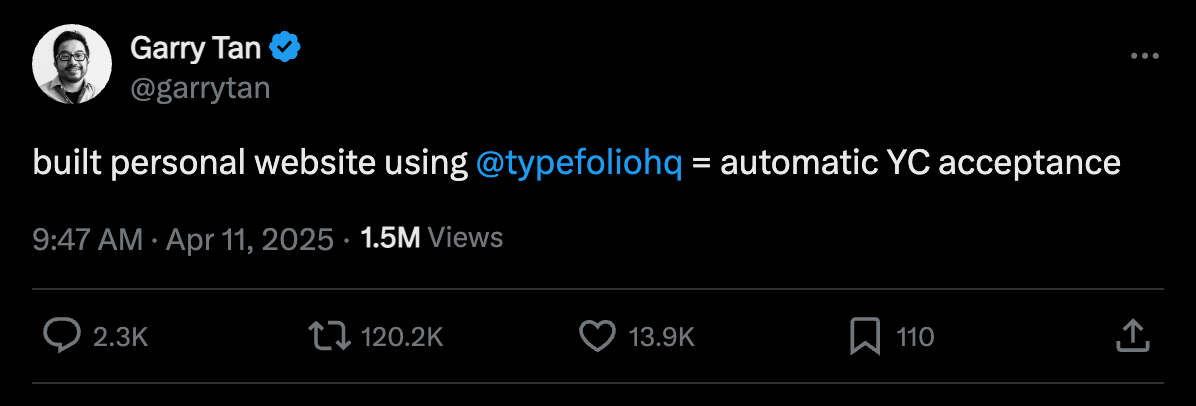 Garry Tan
@garrytan
built personal website using @typefoliohq = automatic YC acceptance
9:47 AM · Apr 11, 2025 · 1.5M Views
2.3K 120.2K 13.9K 110